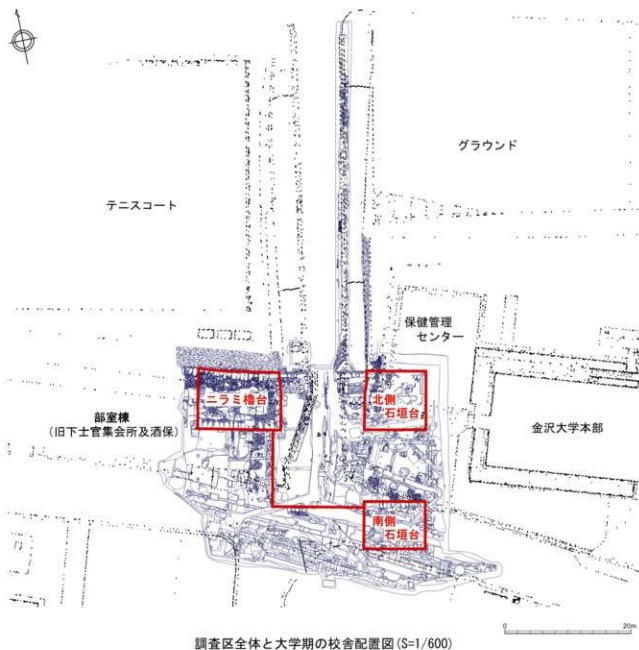 グラウンド
テニスコート
保健管理
センター
ニラミ櫓台
北側
石垣台
部室棟
(旧下士官集会所及酒保)
金沢大学本部
南側
石垣台
0
20m
調査区全体と大学期の校舎配置図(S=1/600)